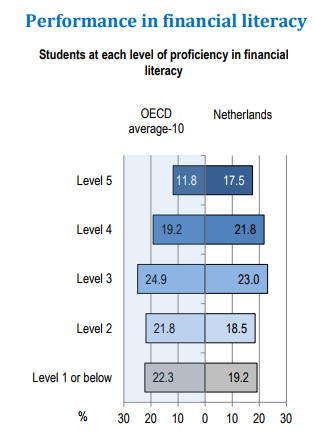 Performance in financial literacy
Students at each level of proficiency in financial
literacy
OECD
average-10
Netherlands
Level 5 11.8 17.5
Level 4 19.2 21.8
Level 3 24.9 23.0
Level 2 21.8 18.5
Level 1 or below 22.3 19.2
% 30 20 10 0 10 20 30